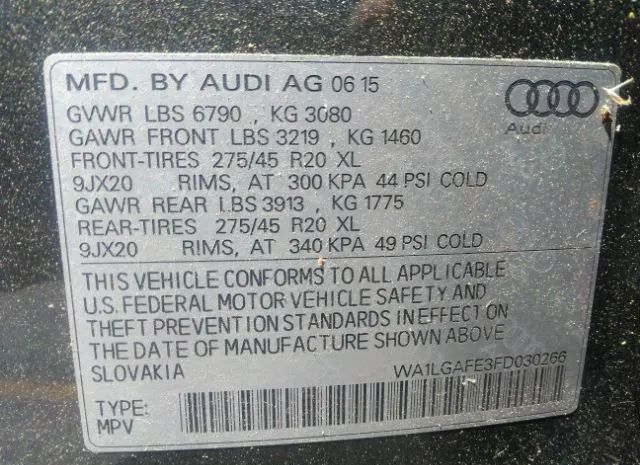 MFD. BY AUDI AG 06 15
GVWR LBS 6790 , KG 3080
GAWR FRONT LBS 3219 , KG 1460
FRONT-TIRES 275/45 R20 XL
9JX20 RIMS, AT 300 KPA 44 PSI COLD
GAWR REAR LBS 3913 , KG 1775
REAR-TIRES 275/45 R20 XL
9JX20 RIMS, AT 340 KPA 49 PSI COLD
Audi
THIS VEHICLE CONFORMS TO ALL APPLICABLE
U.S. FEDERAL MOTOR VEHICLE SAFETY AND
THEFT PREVENTION STANDARDS IN EFFECT ON
THE DATE OF MANUFACTURE SHOWN ABOVE
SLOVAKIA WA1LGAFE3FD030266
TYPE:
MPV